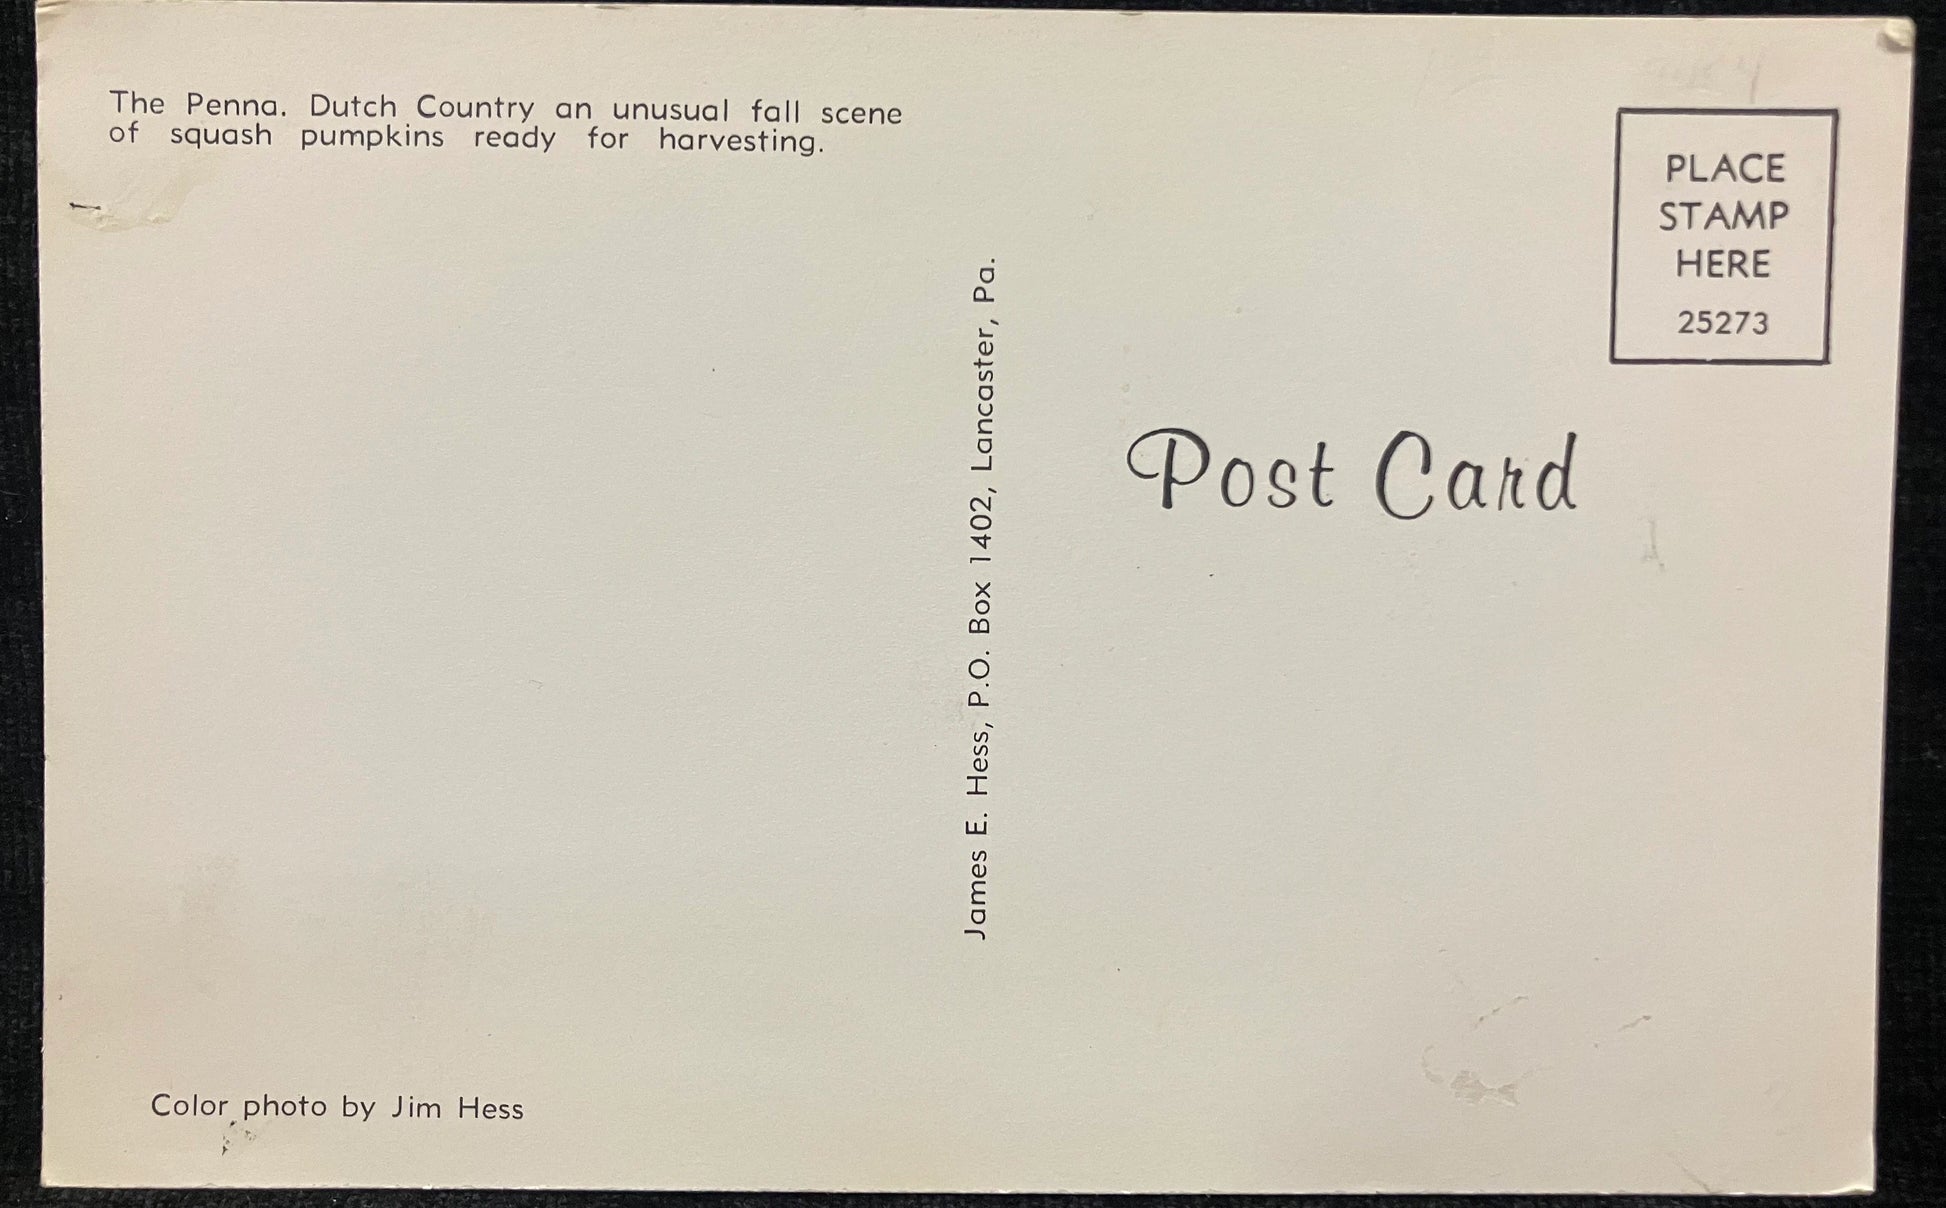 The Penna. Dutch Country an unusual fall scene
of squash pumpkins ready for harvesting.
Color photo by Jim Hess
James E. Hess, P.O. Box 1402, Lancaster, Pa.
PLACE
STAMP
HERE
25273
Post Card